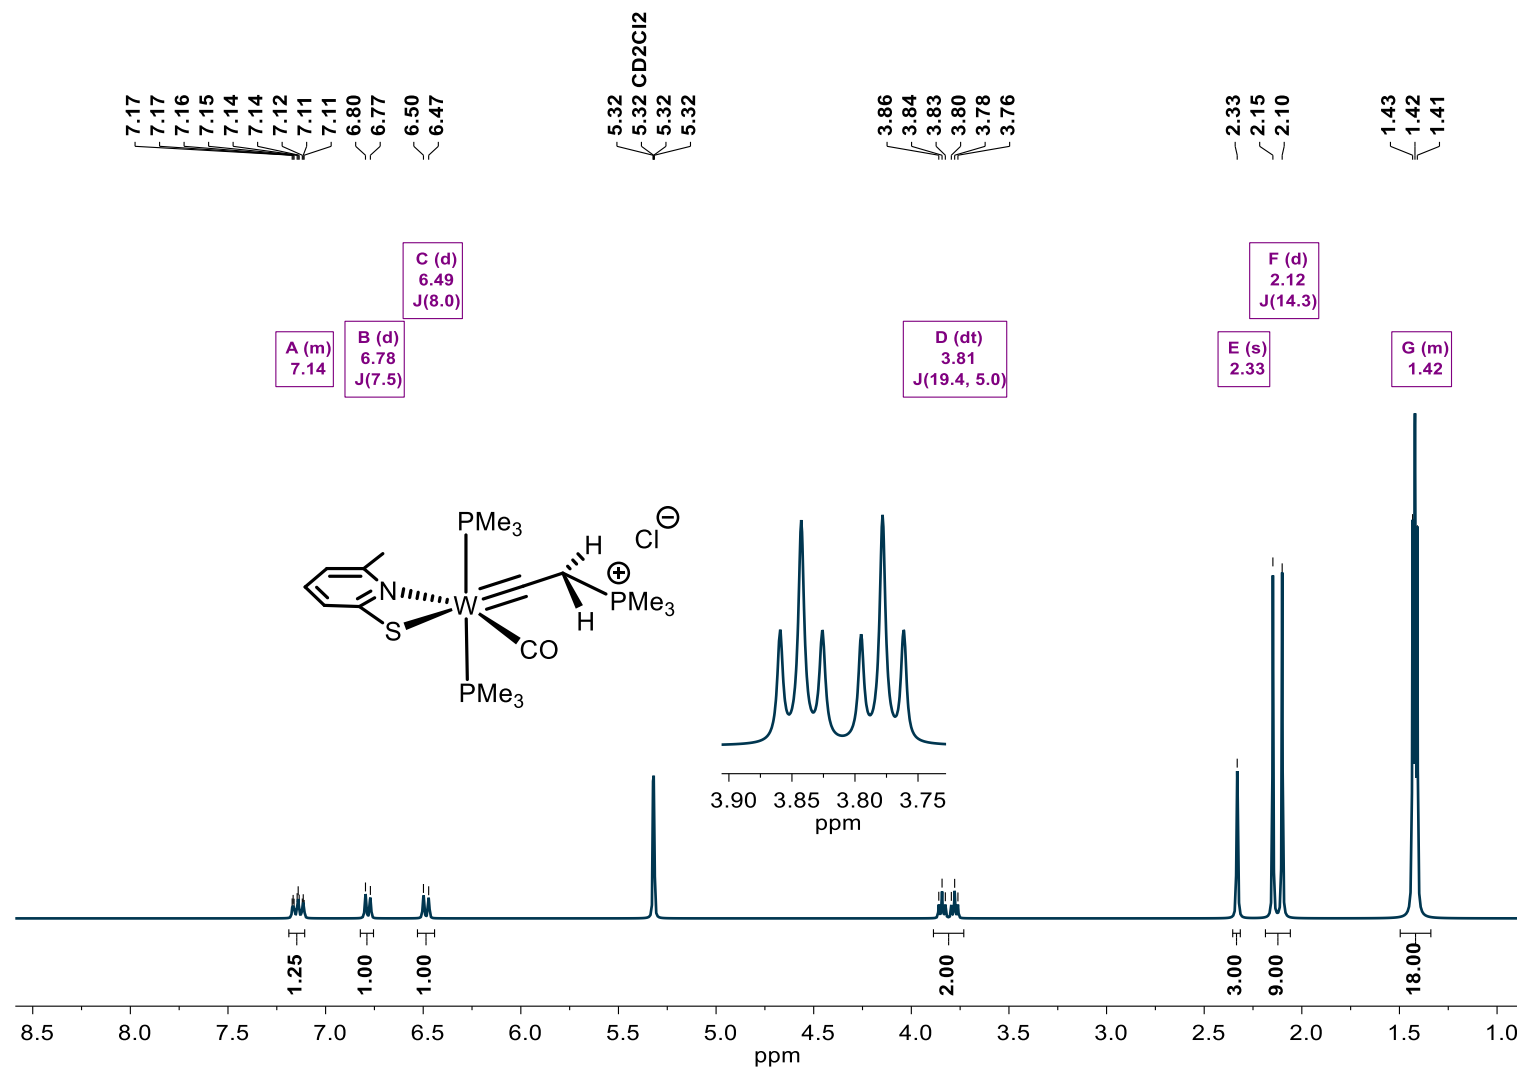 7.17
7.17
7.16
7.15
7.14
7.14
7.12
7.11
7.11
6.80
6.77
6.50
6.47
5.32
5.32 CD2Cl2
5.32
5.32
3.86
3.84
3.83
3.80
3.78
3.76
2.33
2.15
2.10
1.43
1.42
1.41
C (d)
6.49
J(8.0)
F (d)
2.12
J(14.3)
A (m)
7.14
B (d)
6.78
J(7.5)
D (dt)
3.81
J(19.4, 5.0)
E (s)
2.33
G (m)
1.42
PMe3
H
Cl⊖
N
W
⊕
PMe3
H
S
CO
PMe3
3.90 3.85 3.80 3.75
ppm
1.25
1.00
1.00
2.00
3.00
9.00
18.00
8.5 8.0 7.5 7.0 6.5 6.0 5.5 5.0 4.5 4.0 3.5 3.0 2.5 2.0 1.5 1.0
ppm